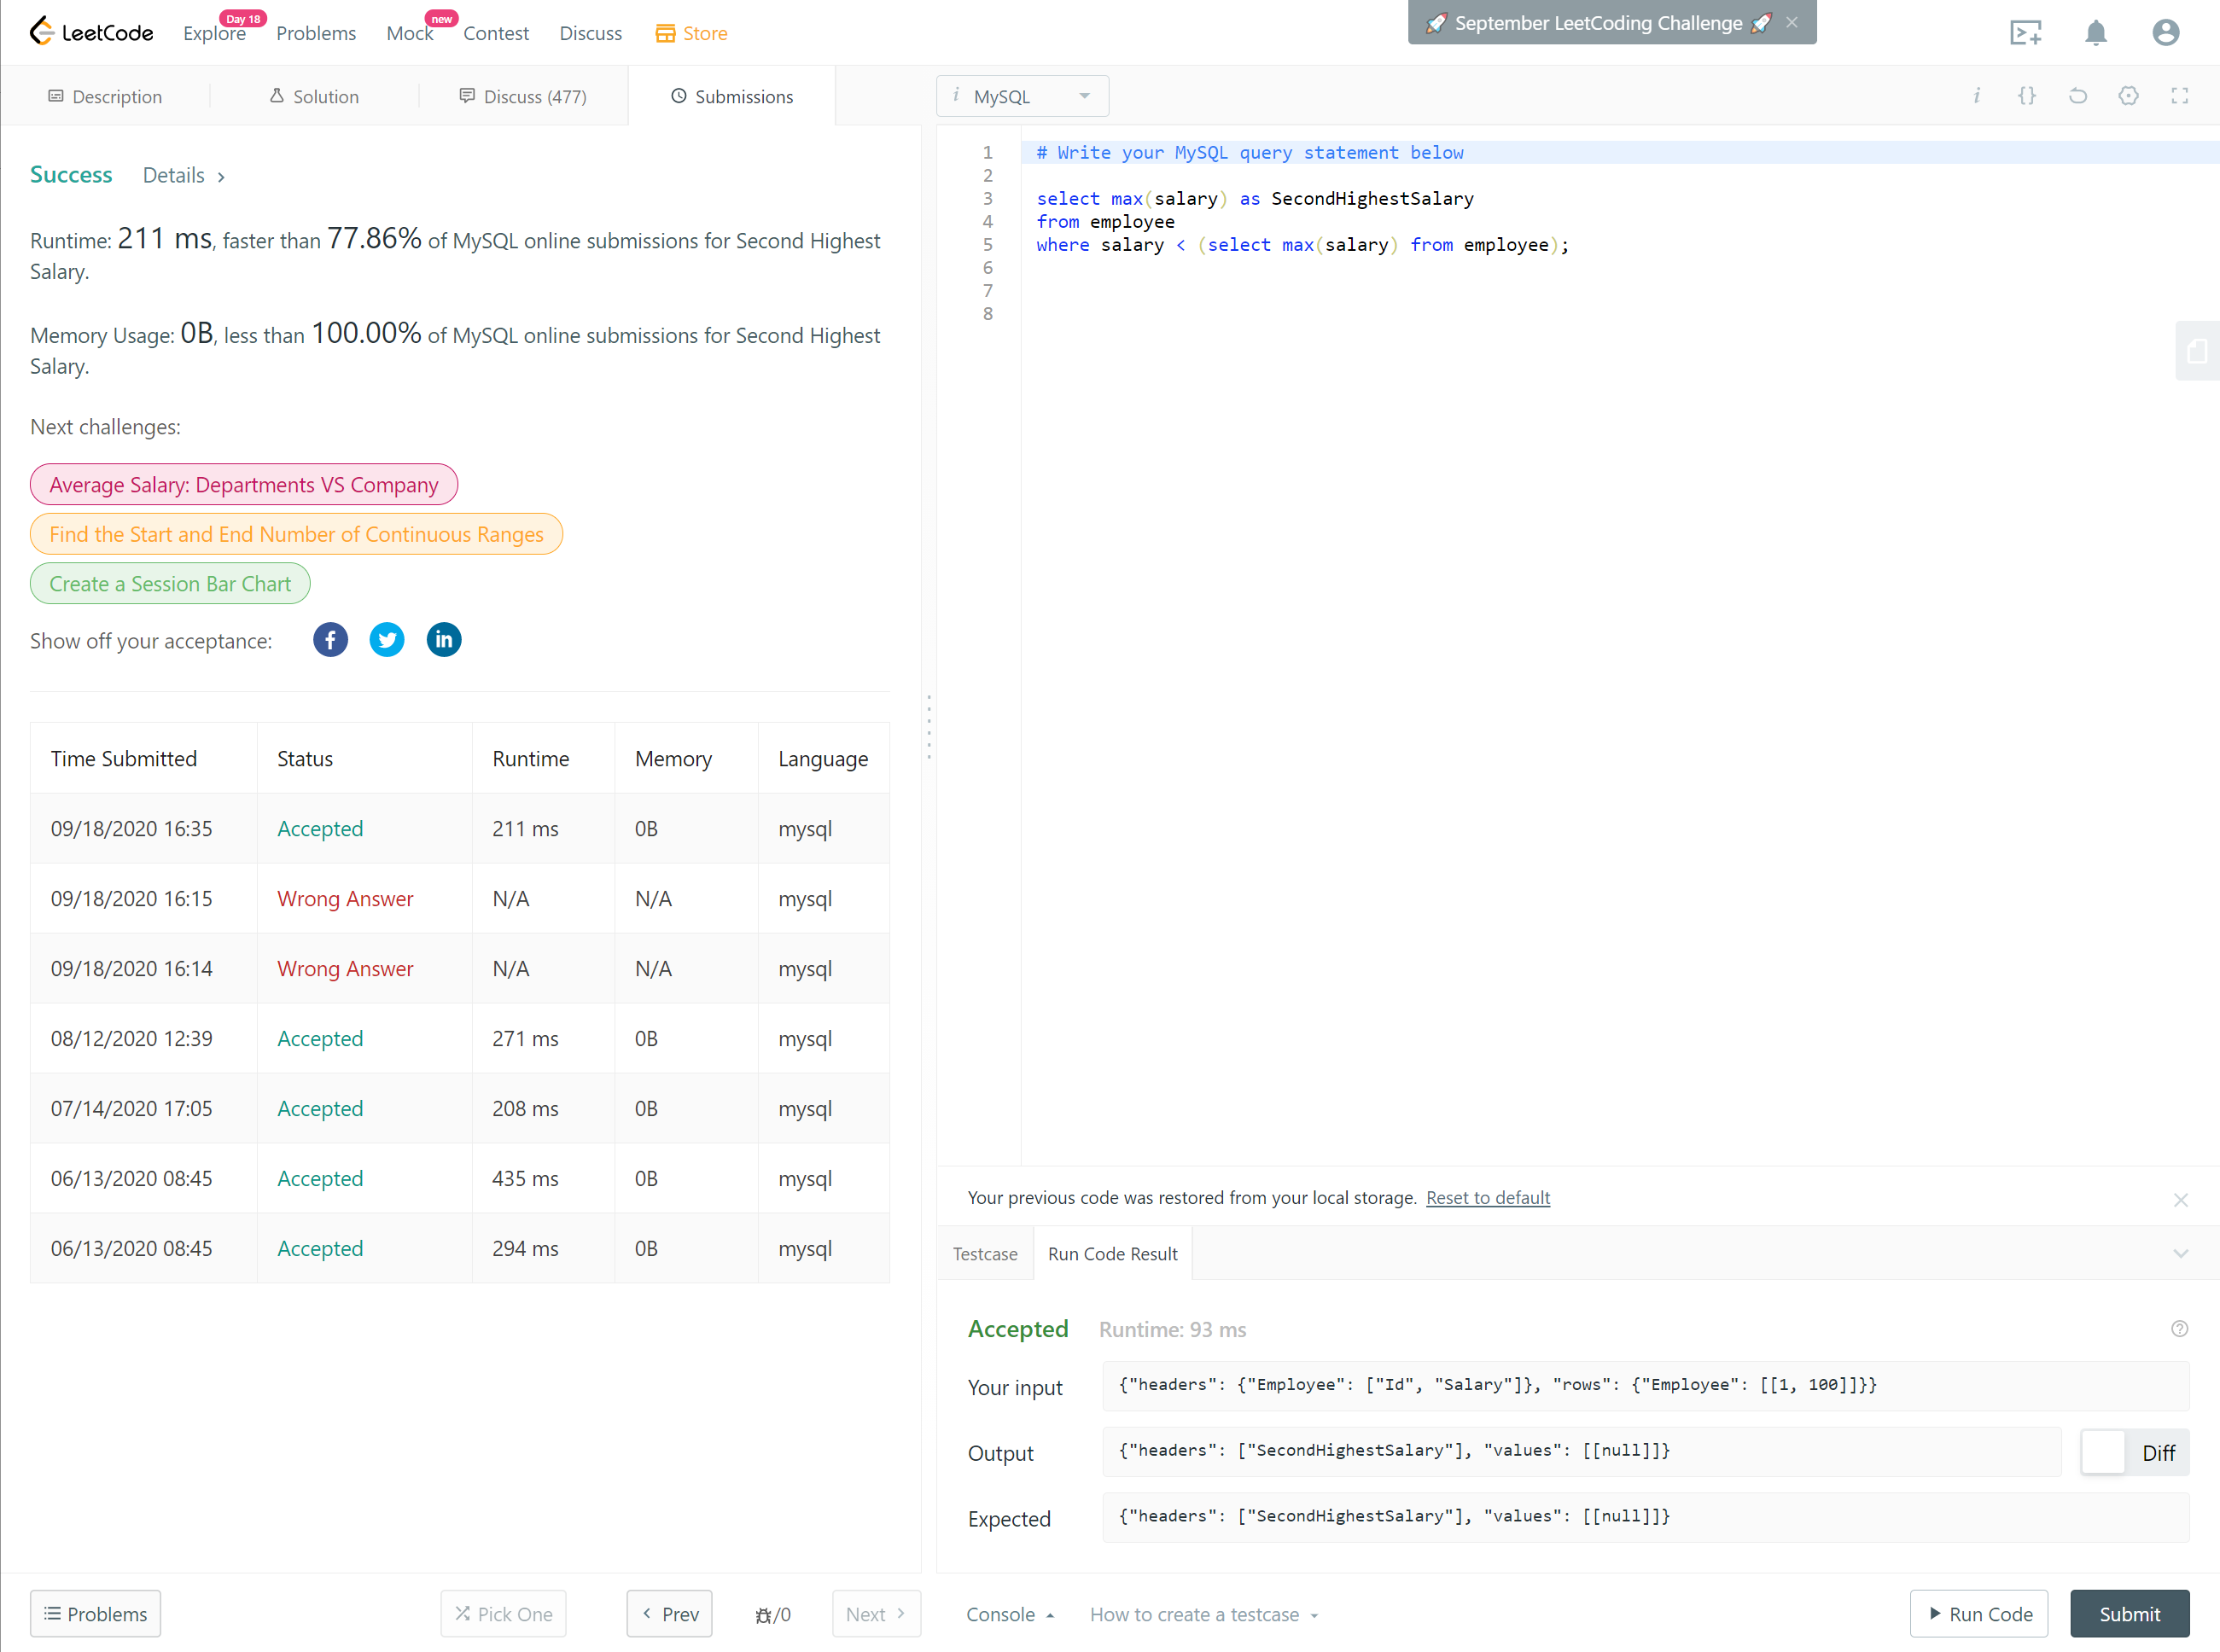 LeetCode
Explore
Day 18
Problems
Mock
new
Contest
Discuss
Store
🚀 September LeetCoding Challenge 🚀
Description
Solution
Discuss (477)
Submissions
Success
Details
Runtime: 211 ms, faster than 77.86% of MySQL online submissions for Second Highest
Salary.
Memory Usage: 0B, less than 100.00% of MySQL online submissions for Second Highest
Salary.
Next challenges:
Average Salary: Departments VS Company
Find the Start and End Number of Continuous Ranges
Create a Session Bar Chart
Show off your acceptance:
Time Submitted Status Runtime Memory Language
09/18/2020 16:35 Accepted 211 ms 0B mysql
09/18/2020 16:15 Wrong Answer N/A N/A mysql
09/18/2020 16:14 Wrong Answer N/A N/A mysql
08/12/2020 12:39 Accepted 271 ms 0B mysql
07/14/2020 17:05 Accepted 208 ms 0B mysql
06/13/2020 08:45 Accepted 435 ms 0B mysql
06/13/2020 08:45 Accepted 294 ms 0B mysql
Problems
Pick One
Prev
/0
Next
i MySQL
i {}
1 # Write your MySQL query statement below
2
3 select max(salary) as SecondHighestSalary
4 from employee
5 where salary < (select max(salary) from employee);
6
7
8
Your previous code was restored from your local storage. Reset to default
Testcase
Run Code Result
Accepted Runtime: 93 ms
Your input {"headers": {"Employee": ["Id", "Salary"]}, "rows": {"Employee": [[1, 100]]}}
Output {"headers": ["SecondHighestSalary"], "values": [[null]]}
Diff
Expected {"headers": ["SecondHighestSalary"], "values": [[null]]}
Console
How to create a testcase
Run Code
Submit